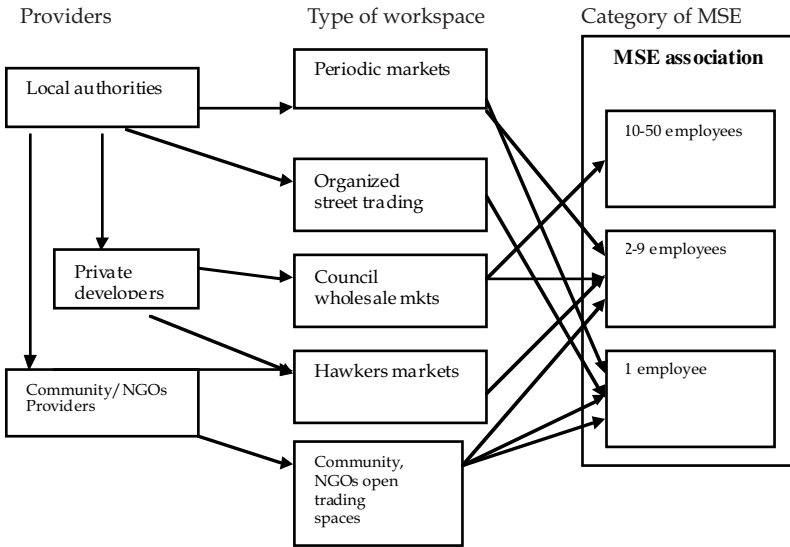 Providers
Type of workspace
Category of MSE
Local authorities
Private
developers
Community/NGOs
Providers
Periodic markets
Organized
street trading
Council
wholesale mkts
Hawkers markets
Community,
NGOs open
trading
spaces
MSE association
10-50 employees
2-9 employees
1 employee